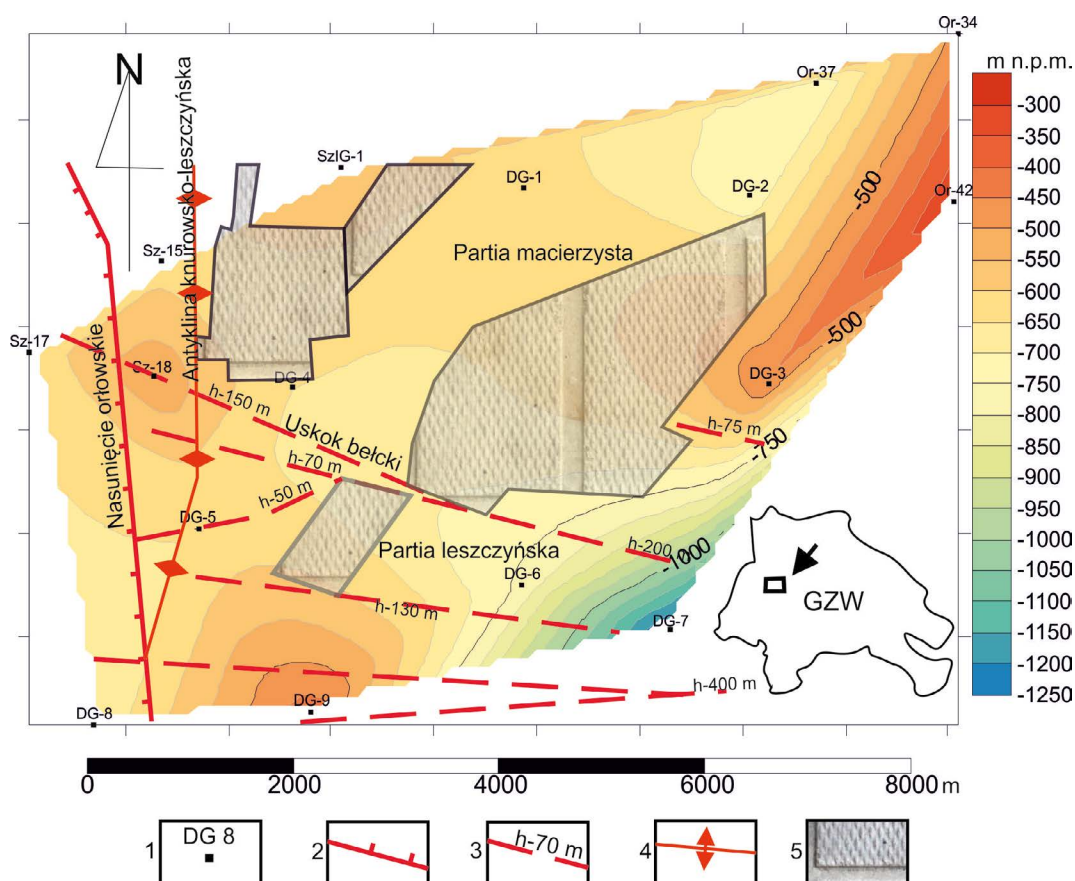 Or-34
N
m n.p.m.
Or-37
-300
-350
-400
-450
-500
-550
-600
-650
-700
-750
-800
-850
-900
-950
-1000
-1050
-1100
-1150
-1200
-1250
SzIG-1
DG-1
DG-2
Or-42
-500
Antyklina knurowsko-leszczyńska
Partia macierzysta
Sz-15
Nasunięcie orłowskie
-500
Sz-17
Sz-18
DG-4
DG-3
h-150 m
Uskok bełcki
h-75 m
-750
h-70 m
h-50 m
DG-5
Partia leszczyńska
h-200
-1000
DG-6
h-130 m
DG-7
GZW
h-400 m
DG-8
DG-9
0 2000 4000 6000 8000 m
1 DG 8
2
3 h-70 m
4
5